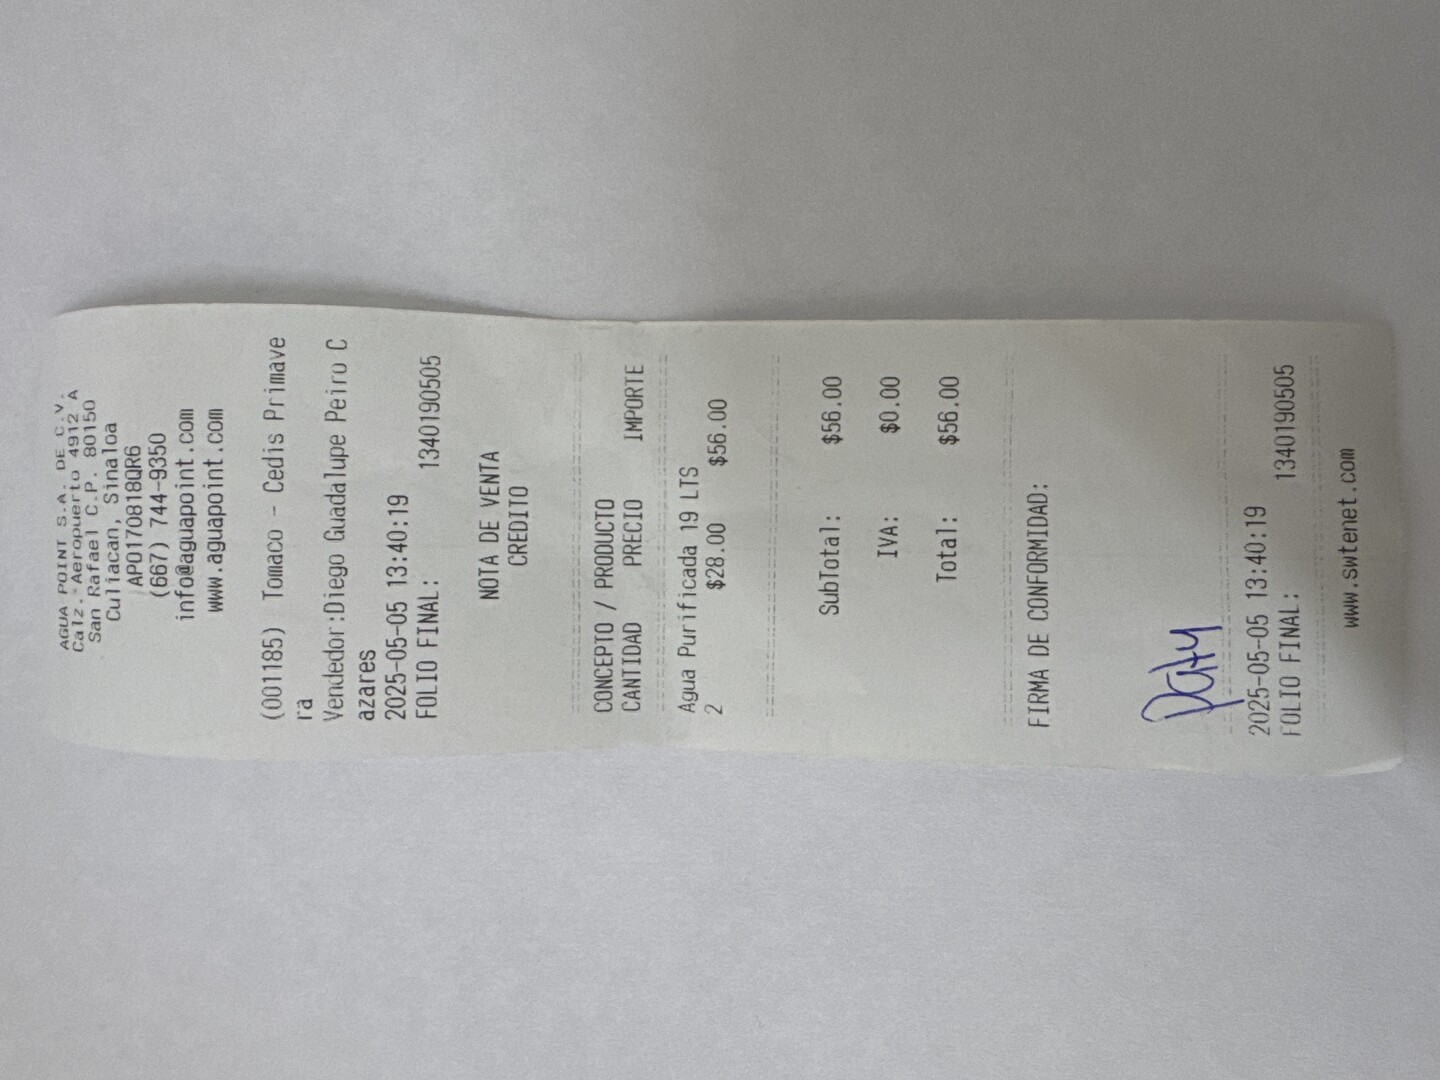 AGUA POINT S.A. DE C.V.
Calz. Aeropuerto 4912 A
San Rafael C.P. 80150
Culiacan, Sinaloa
APO170818QR6
(667) 744-9350
info@aguapoint.com
www.aguapoint.com
(001185) Tomaco - Cedis Primave
ra
Vendedor:Diego Guadalupe Peiro C
azares
2025-05-05 13:40:19
FOLIO FINAL: 1340190505
NOTA DE VENTA
CREDITO
CONCEPTO / PRODUCTO
CANTIDAD PRECIO IMPORTE
Agua Purificada 19 LTS
2 $28.00 $56.00
SubTotal: $56.00
IVA: $0.00
Total: $56.00
FIRMA DE CONFORMIDAD:
Paty
2025-05-05 13:40:19
FOLIO FINAL: 1340190505
www.swtenet.com